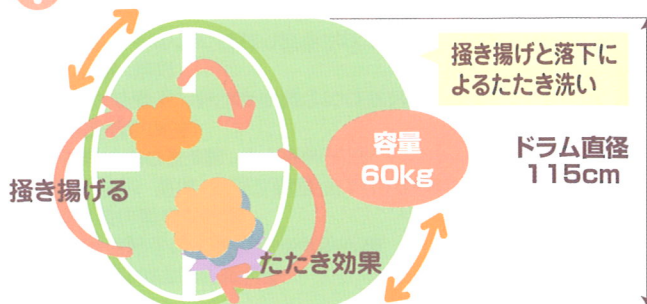 掻き揚げと落下に
よるたたき洗い
容量
60kg
ドラム直径
115cm
掻き揚げる
たたき効果